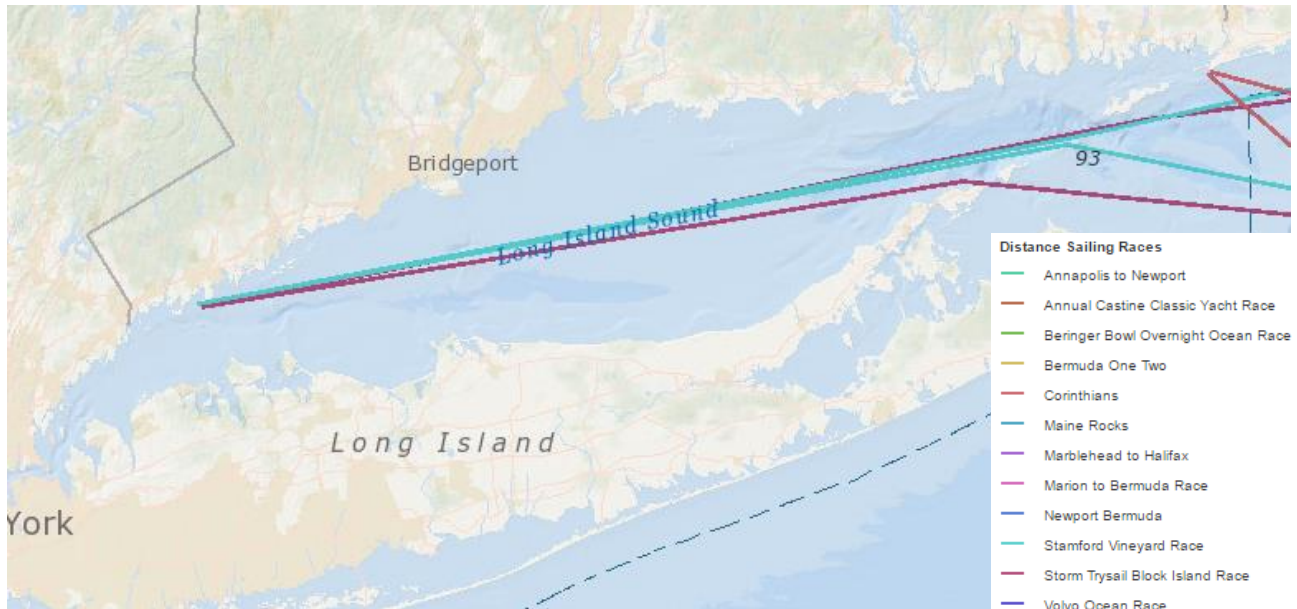 Bridgeport
93
Long Island Sound
Distance Sailing Races
Annapolis to Newport
Annual Castine Classic Yacht Race
Beringer Bowl Overnight Ocean Race
Bermuda One Two
Corinthians
Maine Rocks
Marblehead to Halifax
Marion to Bermuda Race
Newport Bermuda
Stamford Vineyard Race
Storm Trysail Block Island Race
Volvo Ocean Race
Long Island
York